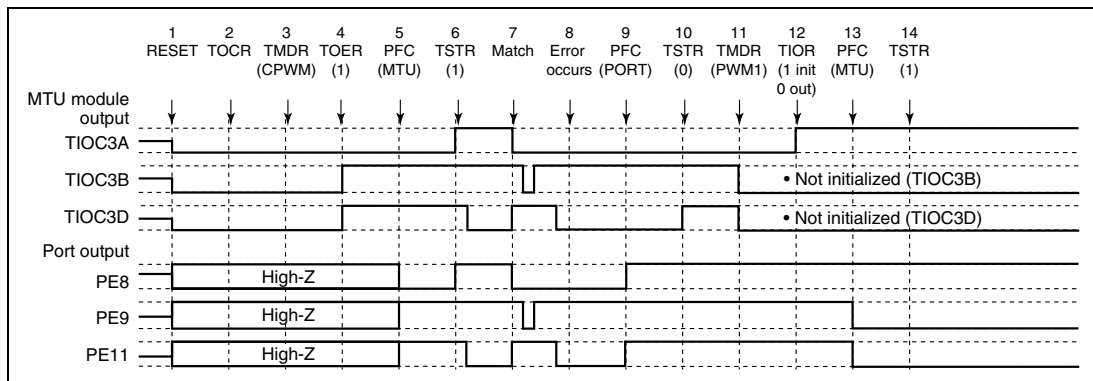 1 2 3 4 5 6 7 8 9 10 11 12 13 14
RESET TOCR TMDR TOER PFC TSTR Match Error PFC TSTR TMDR TIOR PFC TSTR
(CPWM) (1) (MTU) (1) occurs (PORT) (0) (PWM1) (1 init (MTU) (1)
0 out)
MTU module
output
TIOC3A
TIOC3B
• Not initialized (TIOC3B)
TIOC3D
• Not initialized (TIOC3D)
Port output
PE8
High-Z
PE9
High-Z
PE11
High-Z